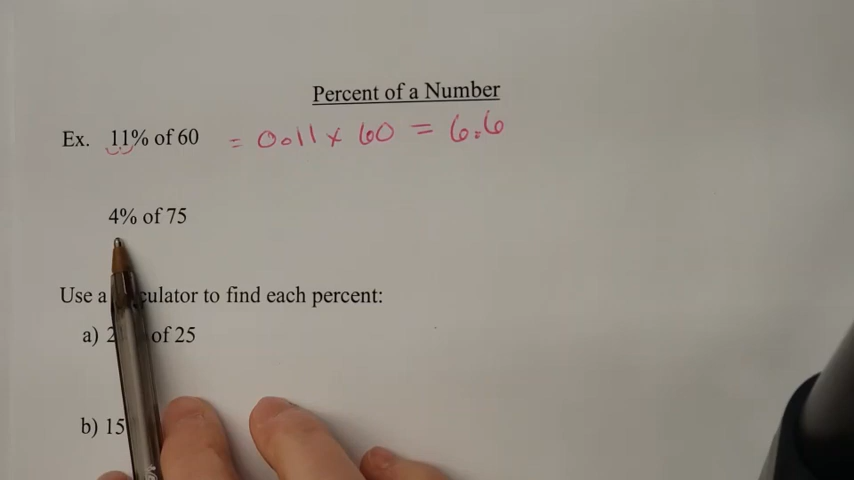 Percent of a Number
Ex. 11% of 60 = 0.11 x 60 = 6.6
4% of 75
Use a culator to find each percent:
a) 2 of 25
b) 15